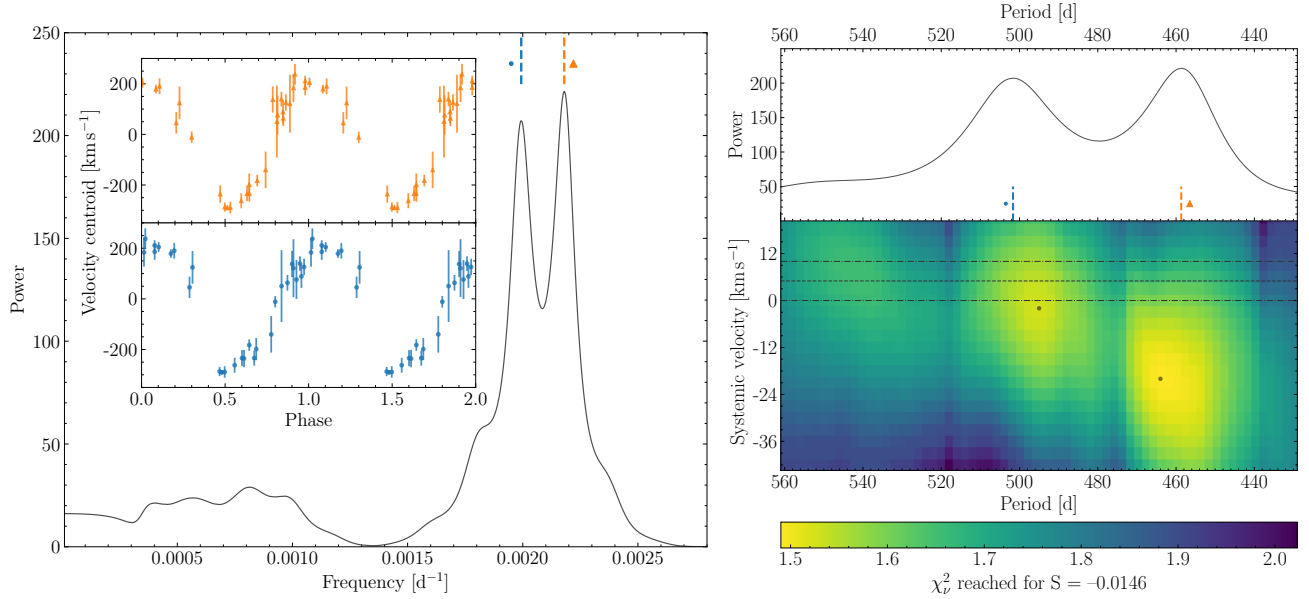 250
200
150
100
50
0
Power
0.0005
0.0010
0.0015
0.0020
0.0025
Frequency [d⁻¹]
200
0
-200
200
0
-200
Velocity centroid [km s⁻¹]
0.0
0.5
1.0
1.5
2.0
Phase
Period [d]
560 540 520 500 480 460 440
200
150
100
50
Power
12
0
-12
-24
-36
Systemic velocity [km s⁻¹]
560 540 520 500 480 460 440
Period [d]
1.5 1.6 1.7 1.8 1.9 2.0
χ²ᵥ reached for S = –0.0146